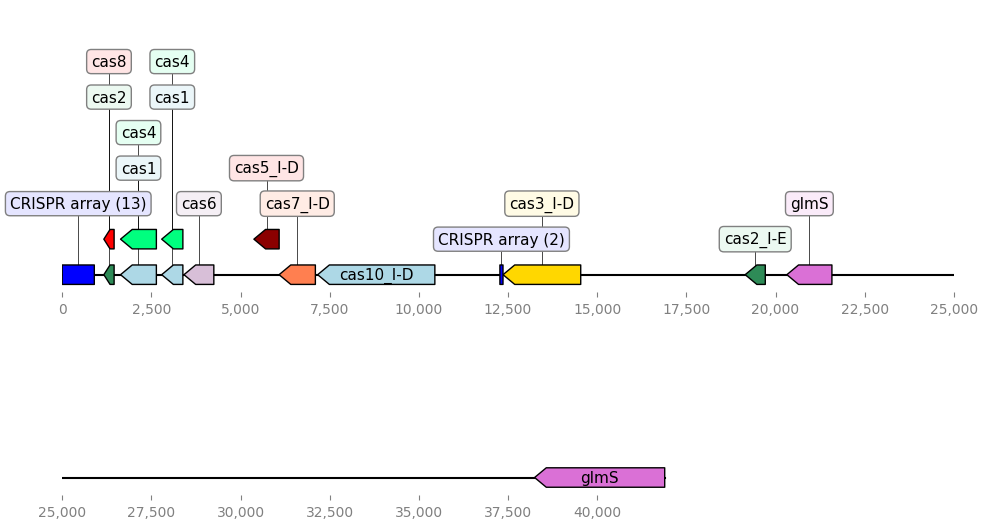 cas8 cas4
cas2 cas1
cas4
cas1 cas5_I-D
CRISPR array (13) cas6 cas7_I-D cas3_I-D glmS
CRISPR array (2) cas2_I-E
cas10_I-D
0 2,500 5,000 7,500 10,000 12,500 15,000 17,500 20,000 22,500 25,000
glmS
25,000 27,500 30,000 32,500 35,000 37,500 40,000